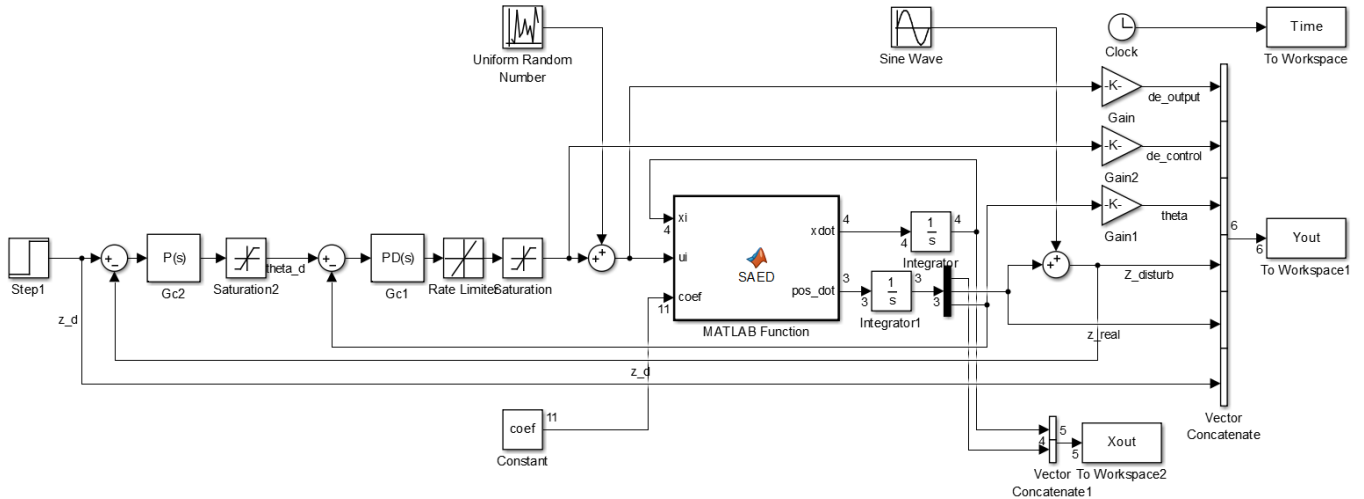 Uniform Random
Number
Sine Wave
Clock
Time
To Workspace
-K-
Gain
de_output
-K-
Gain2
de_control
-K-
Gain1
theta
Step1
z_d
+
-
P(s)
Gc2
Saturation2
theta_d
+
-
PD(s)
Gc1
Rate Limiter
Saturation
+
+
xi
4
ui
coef
11
SAED
xdot
pos_dot
MATLAB Function
4
4
1
s
4
Integrator
3
3
1
s
3
Integrator1
3
+
+
Z_disturb
z_real
z_d
6
6
Yout
To Workspace1
Vector
Concatenate
coef
11
Constant
5
4
Vector
Concatenate1
5
Xout
To Workspace2